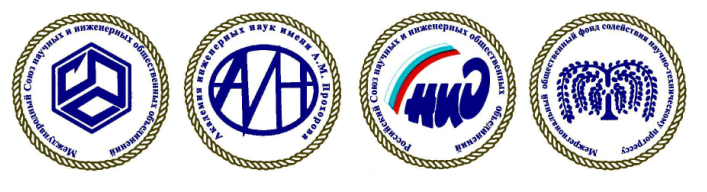 Международный Союз научных и инженерных общественных объединений
Академия инженерных наук имени А.М. Прохорова
АИН
Российский Союз научных и инженерных общественных объединений
НИО
Межрегиональный общественный фонд содействия научно-техническому прогрессу